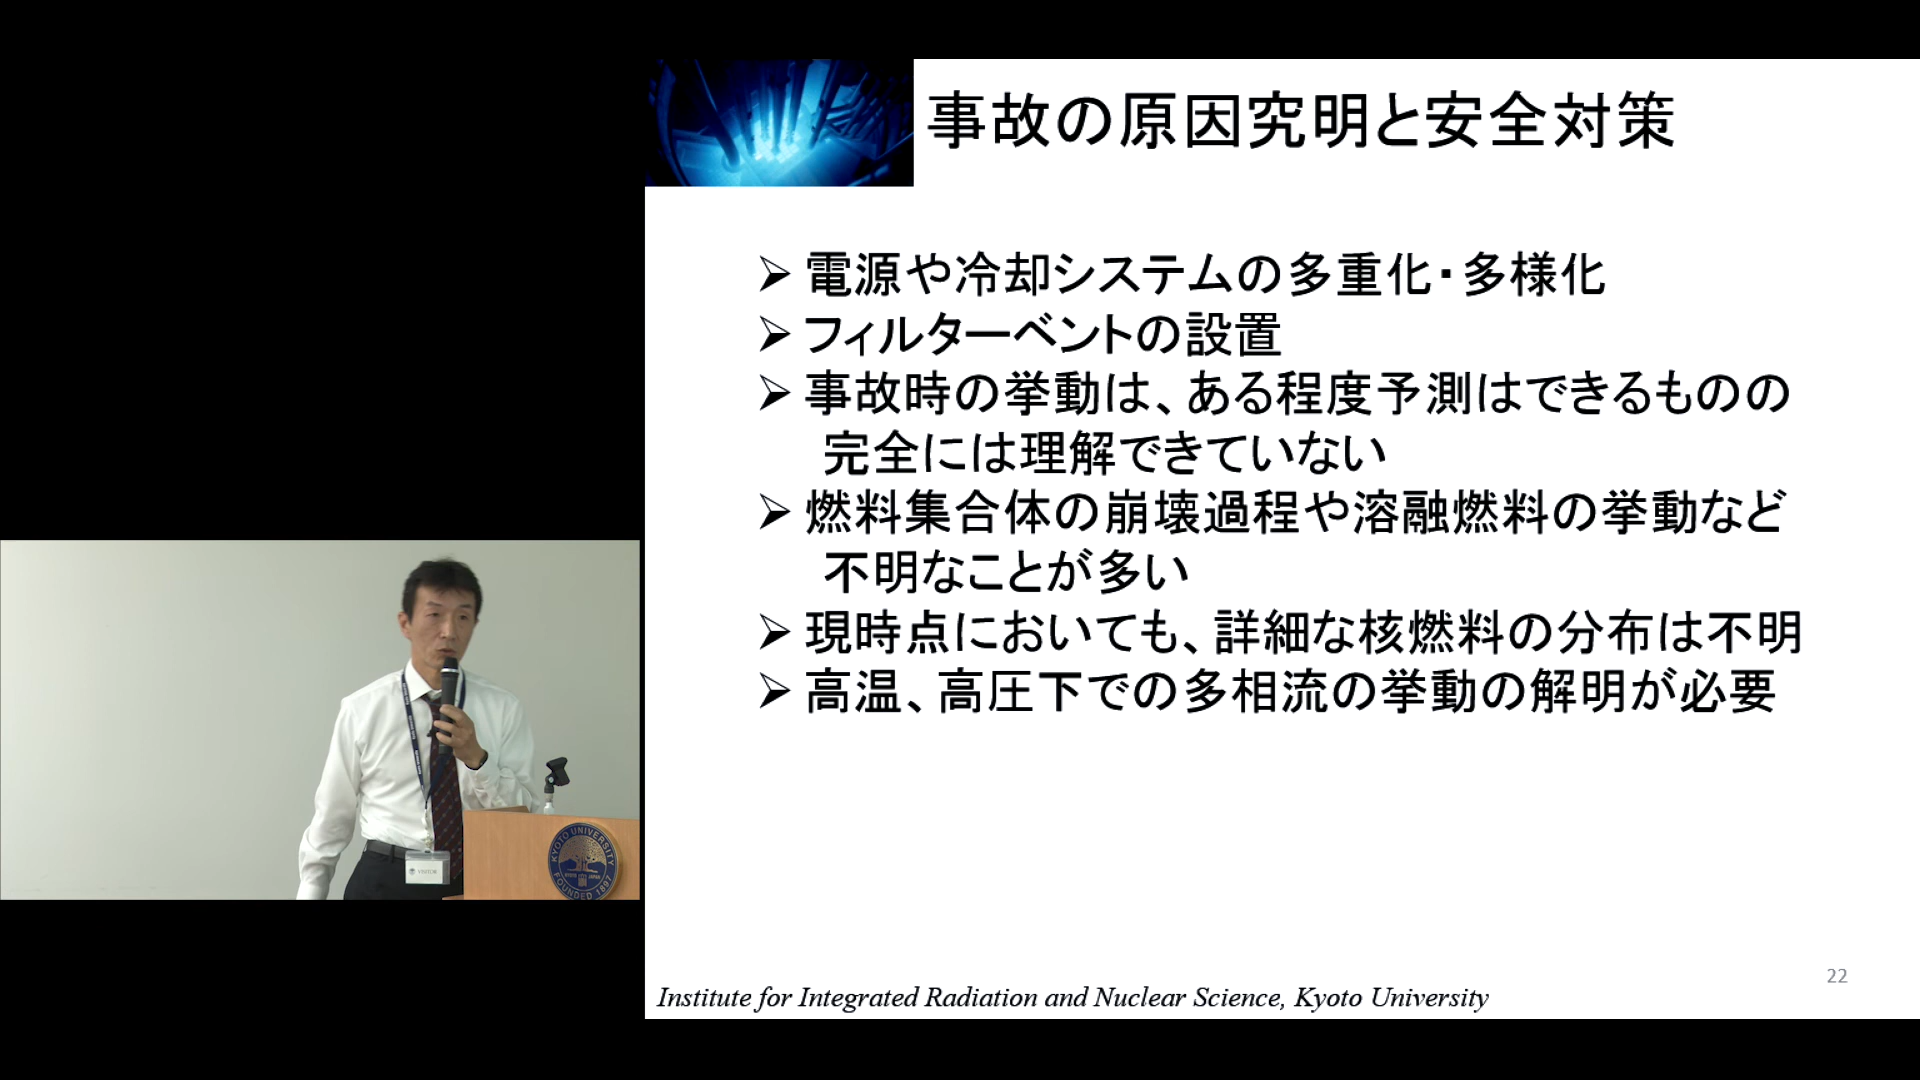 事故の原因究明と安全対策
➢ 電源や冷却システムの多重化・多様化
➢ フィルターベントの設置
➢ 事故時の挙動は、ある程度予測はできるものの
完全には理解できていない
➢ 燃料集合体の崩壊過程や溶融燃料の挙動など
不明なことが多い
➢ 現時点においても、詳細な核燃料の分布は不明
➢ 高温、高圧下での多相流の挙動の解明が必要
22
Institute for Integrated Radiation and Nuclear Science, Kyoto University
KYOTO UNIVERSITY
KYOTO JAPAN
FOUNDED 1897
VISITOR